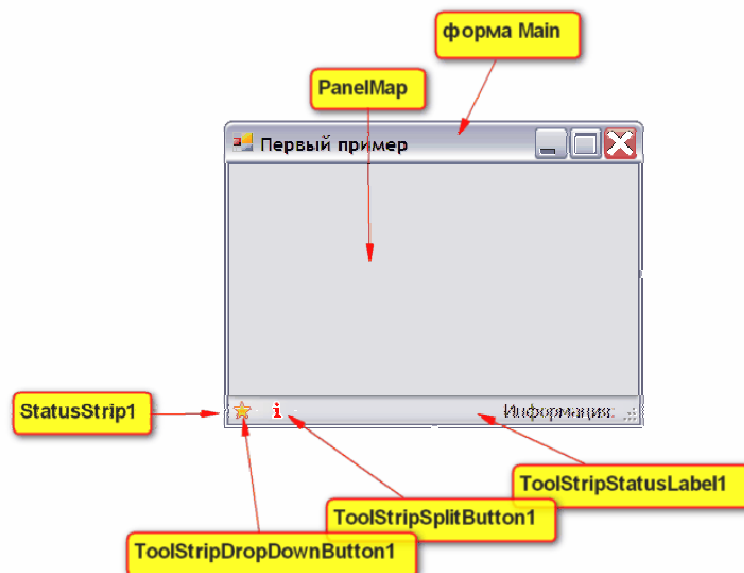 форма Main
PanelMap
Первый пример
StatusStrip1
i
Информация:
ToolStripStatusLabel1
ToolStripSplitButton1
ToolStripDropDownButton1